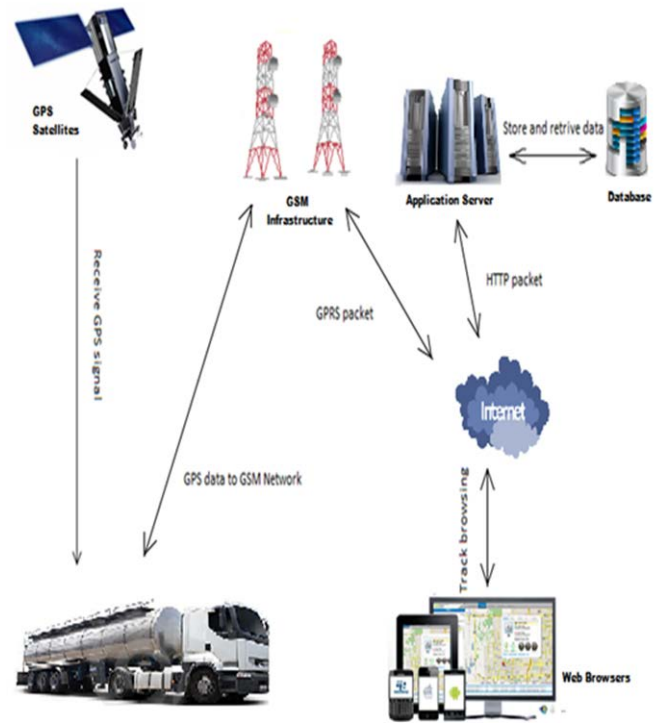 GPS
Satellites
GSM
Infrastructure
Application Server
Store and retrive data
Database
HTTP packet
Receive GPS signal
GPRS packet
Internet
GPS data to GSM Network
Track browsing
Web Browsers